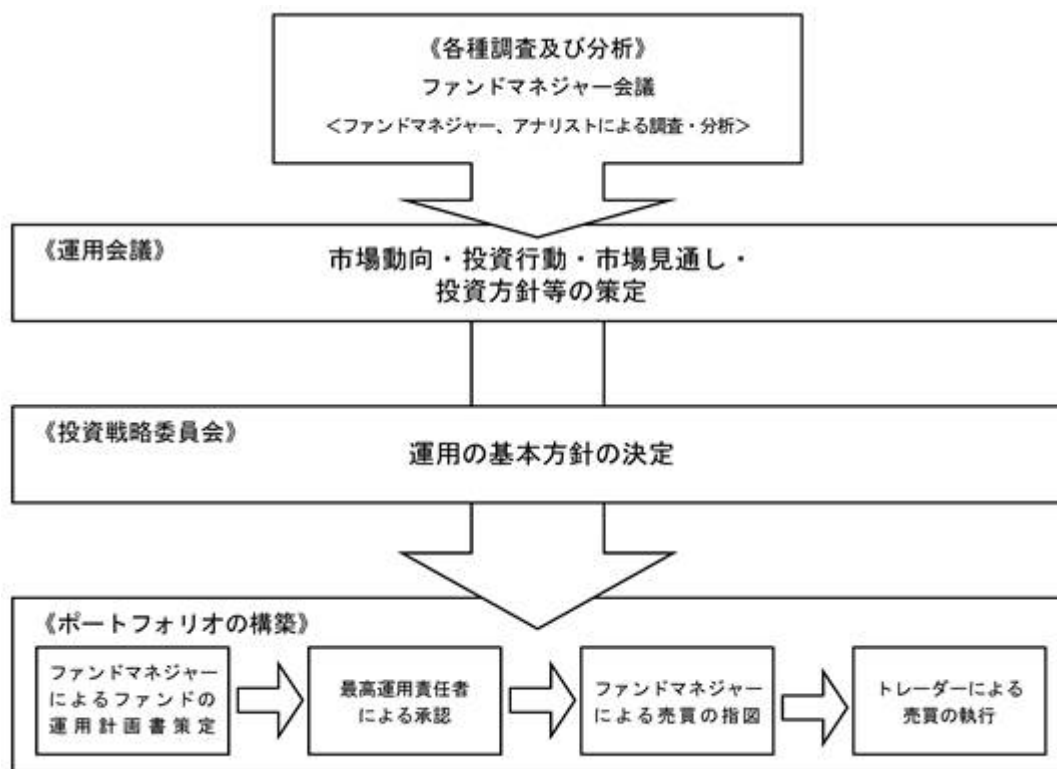 《各種調査及び分析》
ファンドマネジャー会議
＜ファンドマネジャー、アナリストによる調査・分析＞
《運用会議》
市場動向・投資行動・市場見通し・
投資方針等の策定
《投資戦略委員会》
運用の基本方針の決定
《ポートフォリオの構築》
ファンドマネジャー
によるファンドの
運用計画書策定
最高運用責任者
による承認
ファンドマネジャー
による売買の指図
トレーダーによる
売買の執行